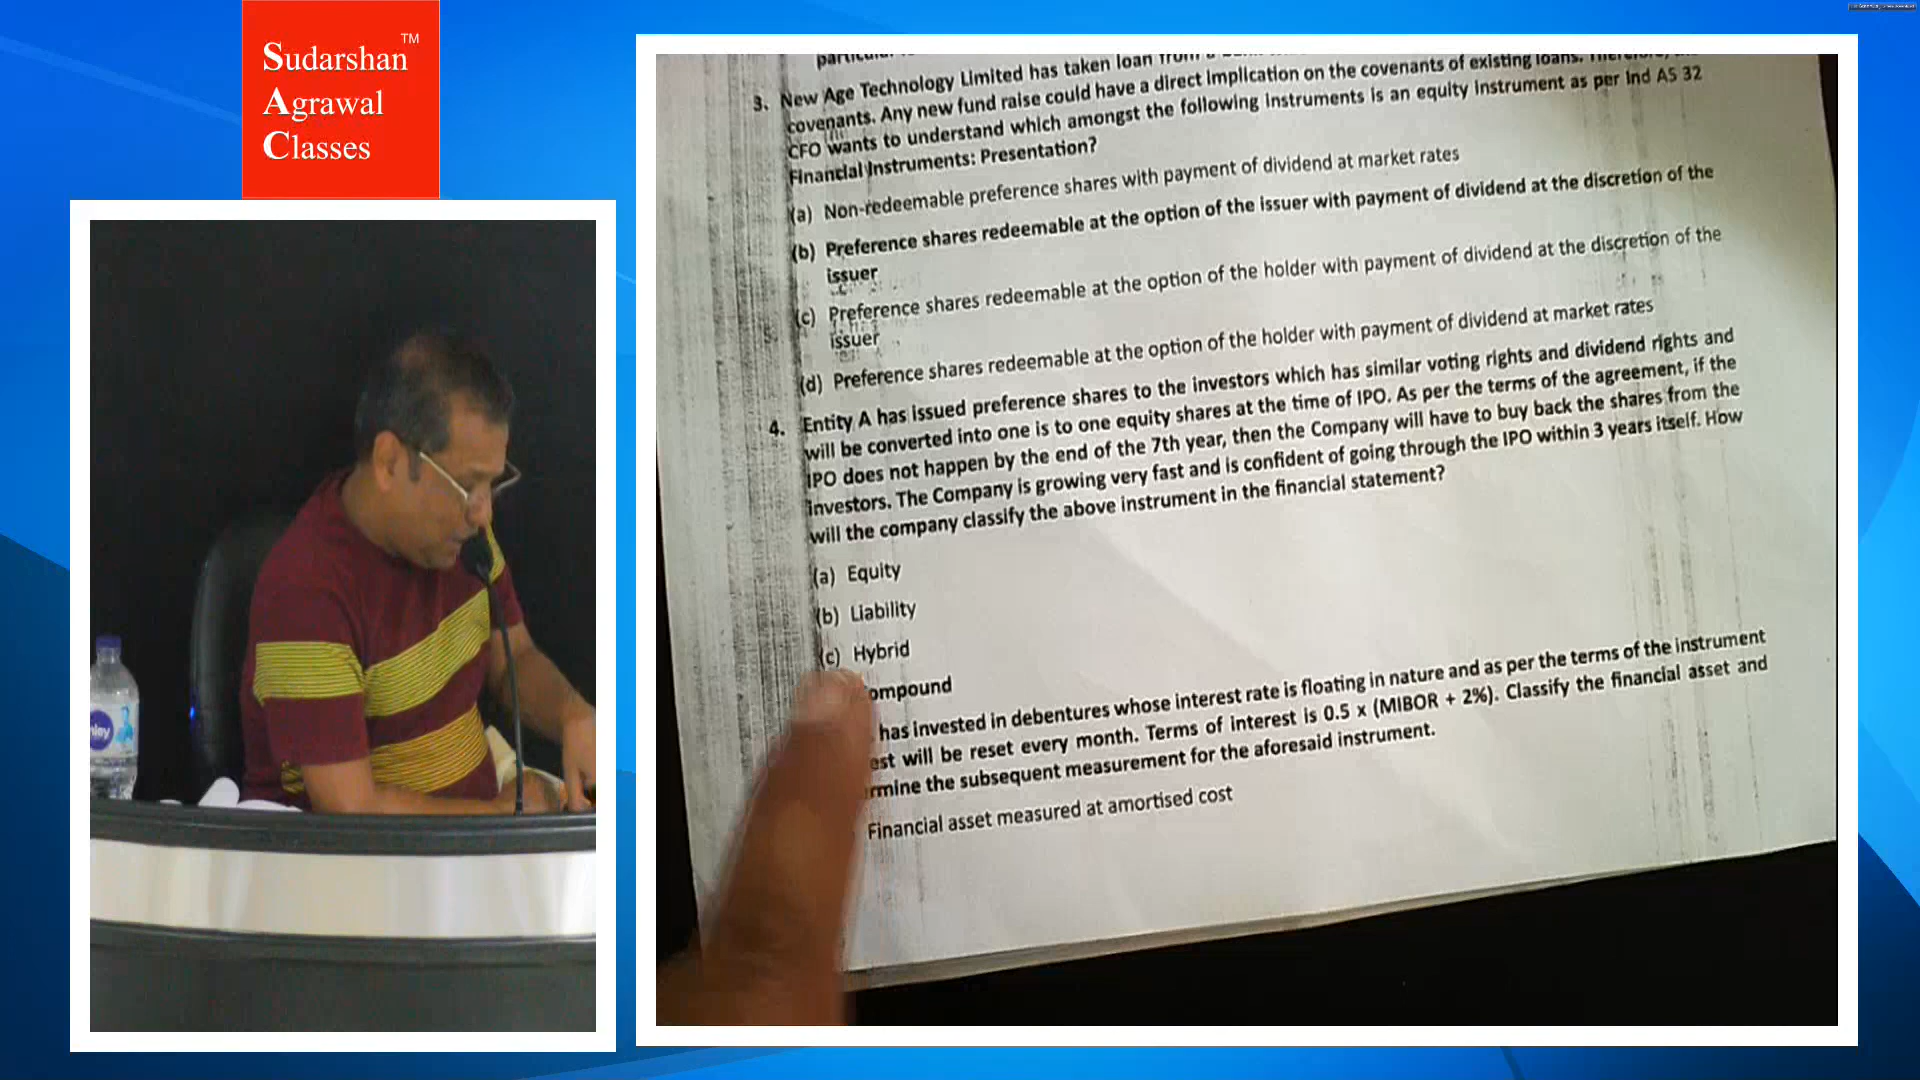 Sudarshan TM
Agrawal
Classes
3. New Age Technology Limited has taken loan from a
covenants. Any new fund raise could have a direct implication on the covenants of existing loans.
CFO wants to understand which amongst the following instruments is an equity instrument as per Ind AS 32
Financial Instruments: Presentation?
(a) Non-redeemable preference shares with payment of dividend at market rates
(b) Preference shares redeemable at the option of the issuer with payment of dividend at the discretion of the
issuer
(c) Preference shares redeemable at the option of the holder with payment of dividend at the discretion of the
issuer
(d) Preference shares redeemable at the option of the holder with payment of dividend at market rates
4. Entity A has issued preference shares to the investors which has similar voting rights and dividend rights and
will be converted into one is to one equity shares at the time of IPO. As per the terms of the agreement, if the
IPO does not happen by the end of the 7th year, then the Company will have to buy back the shares from the
investors. The Company is growing very fast and is confident of going through the IPO within 3 years itself. How
will the company classify the above instrument in the financial statement?
(a) Equity
(b) Liability
(c) Hybrid
ompound
has invested in debentures whose interest rate is floating in nature and as per the terms of the instrument
est will be reset every month. Terms of interest is 0.5 x (MIBOR + 2%). Classify the financial asset and
rmine the subsequent measurement for the aforesaid instrument.
Financial asset measured at amortised cost